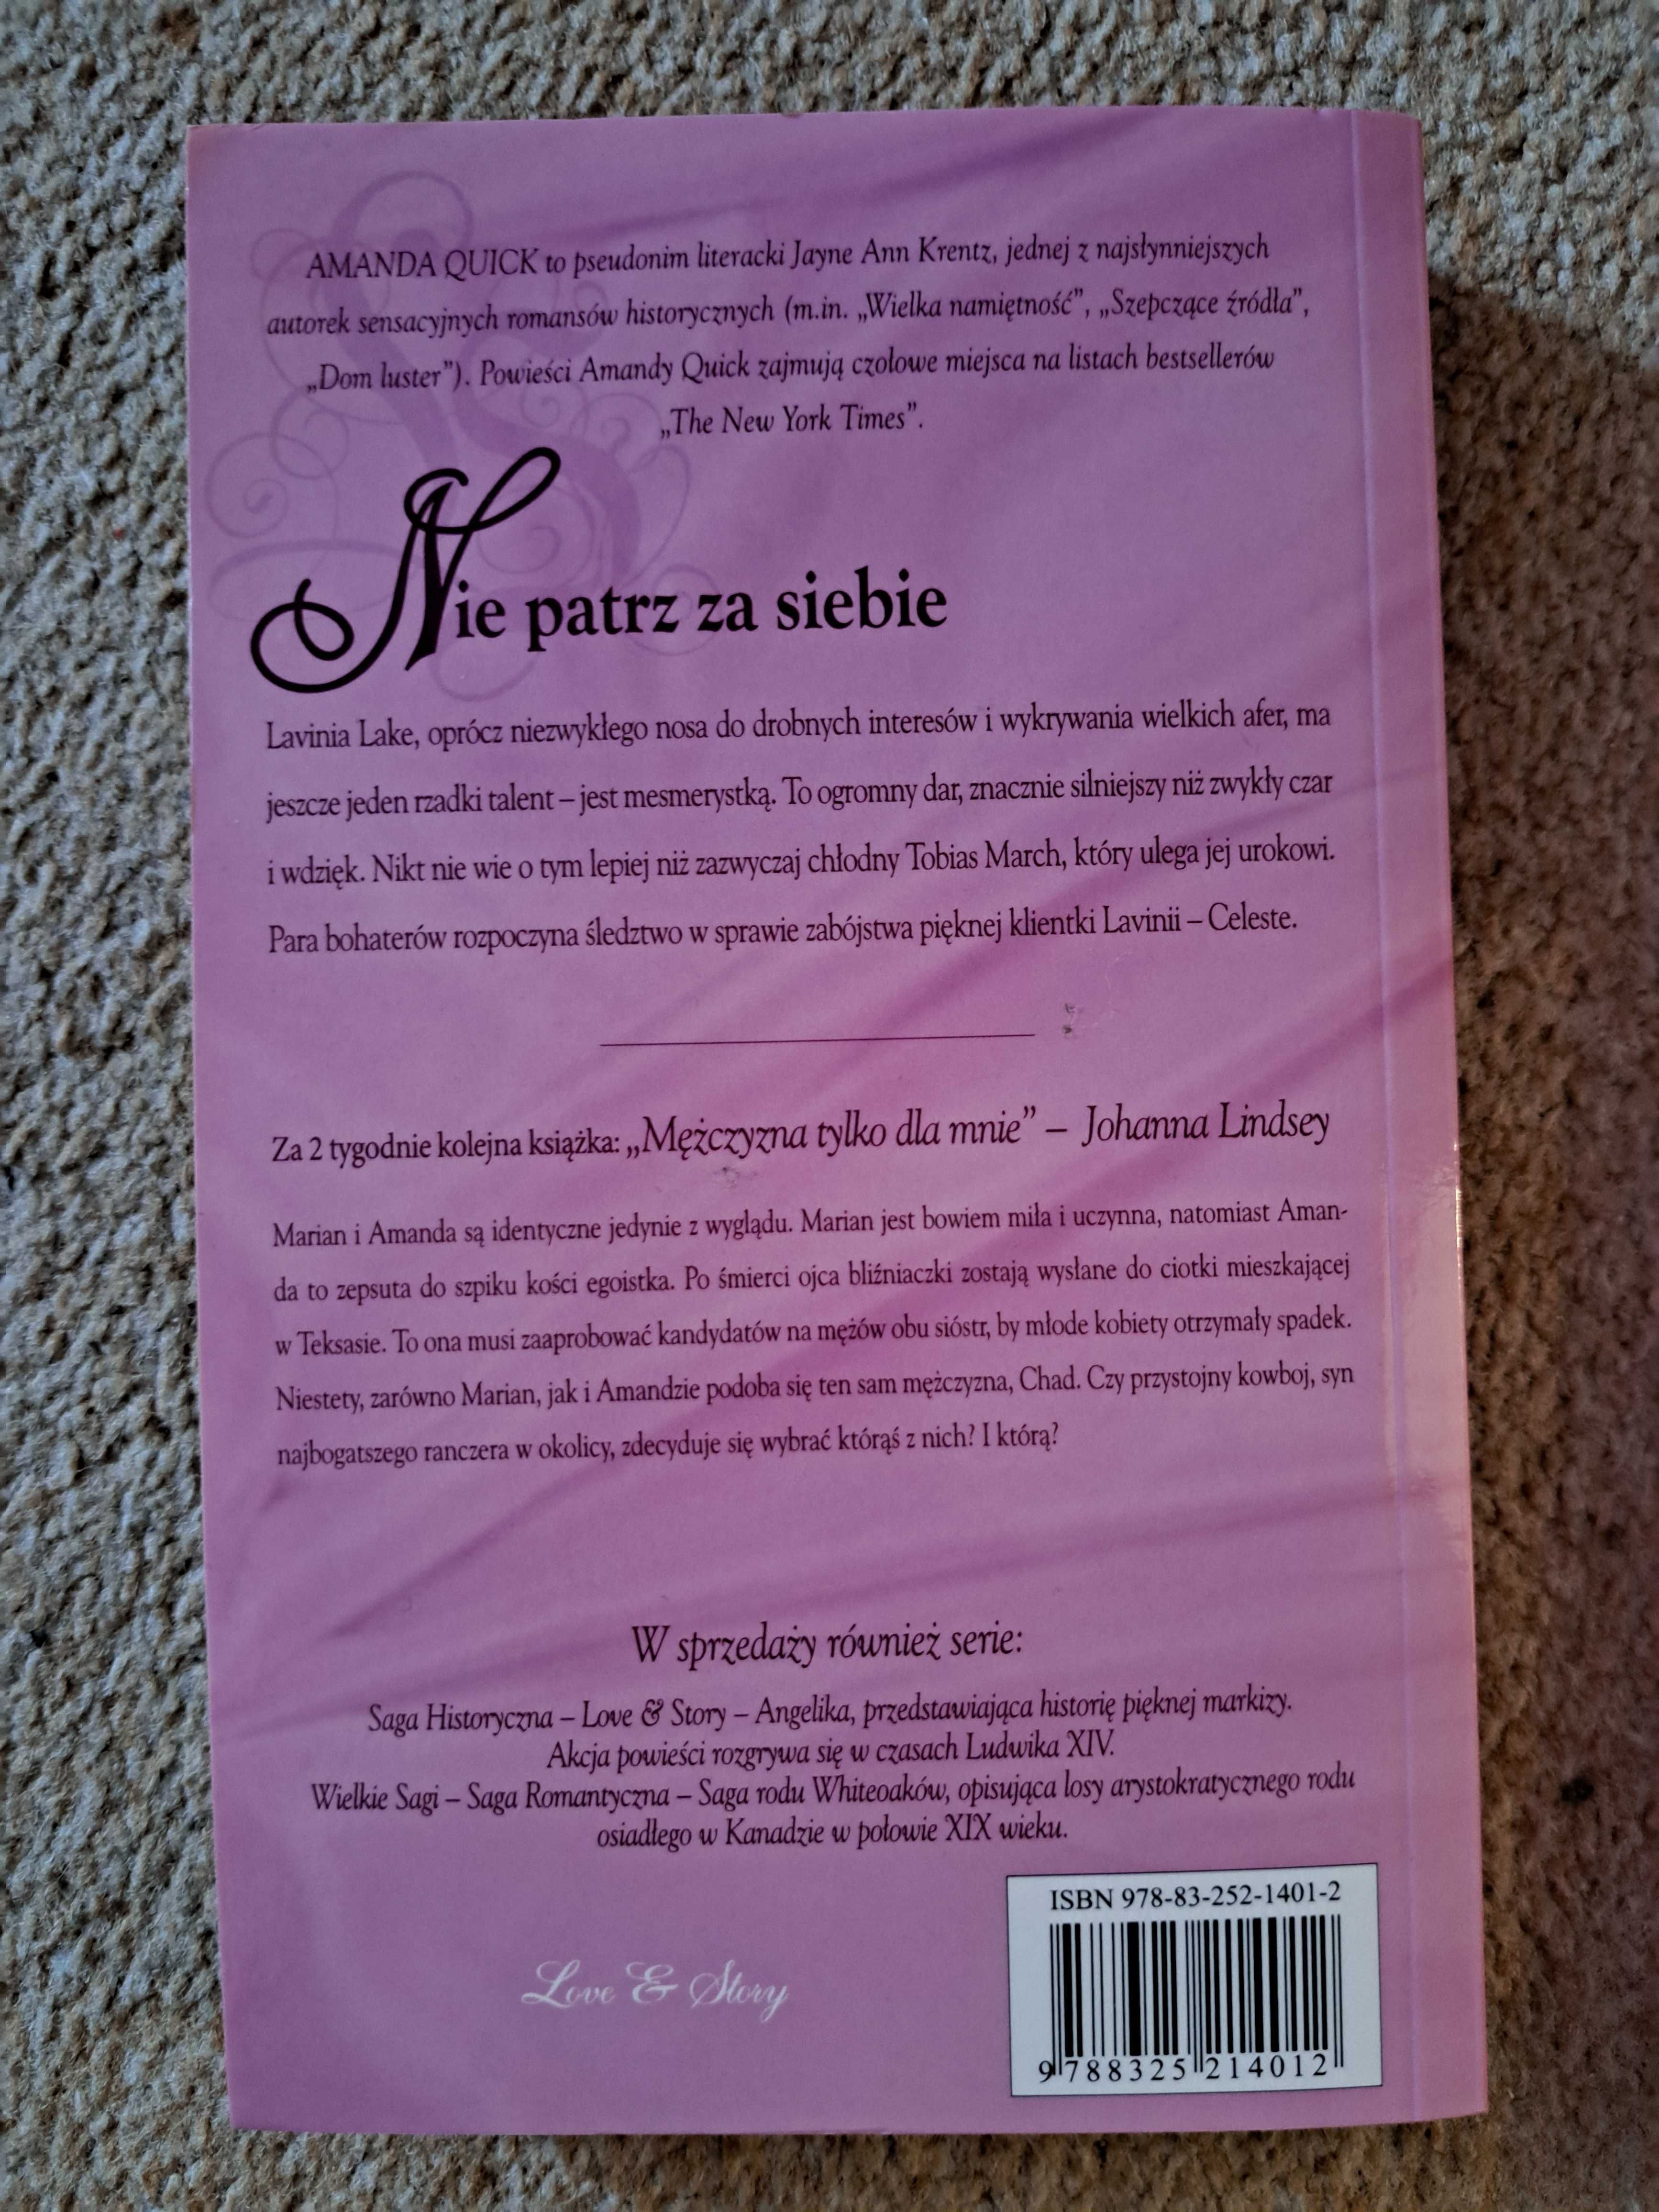 AMANDA QUICK to pseudonim literacki Jayne Ann Krentz, jednej z najsłynniejszych
autorek sensacyjnych romansów historycznych (m.in. „Wielka namiętność”, „Szepczące źródła”,
„Dom luster”). Powieści Amandy Quick zajmują czołowe miejsca na listach bestsellerów
„The New York Times”.
Nie patrz za siebie
Lavinia Lake, oprócz niezwykłego nosa do drobnych interesów i wykrywania wielkich afer, ma
jeszcze jeden rzadki talent – jest mesmerystką. To ogromny dar, znacznie silniejszy niż zwykły czar
i wdzięk. Nikt nie wie o tym lepiej niż zazwyczaj chłodny Tobias March, który ulega jej urokowi.
Para bohaterów rozpoczyna śledztwo w sprawie zabójstwa pięknej klientki Lavinii – Celeste.
Za 2 tygodnie kolejna książka: „Mężczyzna tylko dla mnie” – Johanna Lindsey
Marian i Amanda są identyczne jedynie z wyglądu. Marian jest bowiem miła i uczynna, natomiast Aman-
da to zepsuta do szpiku kości egoistka. Po śmierci ojca bliźniaczki zostają wysłane do ciotki mieszkającej
w Teksasie. To ona musi zaaprobować kandydatów na mężów obu sióstr, by młode kobiety otrzymały spadek.
Niestety, zarówno Marian, jak i Amandzie podoba się ten sam mężczyzna, Chad. Czy przystojny kowboj, syn
najbogatszego ranczera w okolicy, zdecyduje się wybrać którąś z nich? I którą?
W sprzedaży również serie:
Saga Historyczna – Love & Story – Angelika, przedstawiająca historię pięknej markizy.
Akcja powieści rozgrywa się w czasach Ludwika XIV.
Wielkie Sagi – Saga Romantyczna – Saga rodu Whiteoaków, opisująca losy arystokratycznego rodu
osiadłego w Kanadzie w połowie XIX wieku.
ISBN 978-83-252-1401-2
Love & Story
9 788325 214012